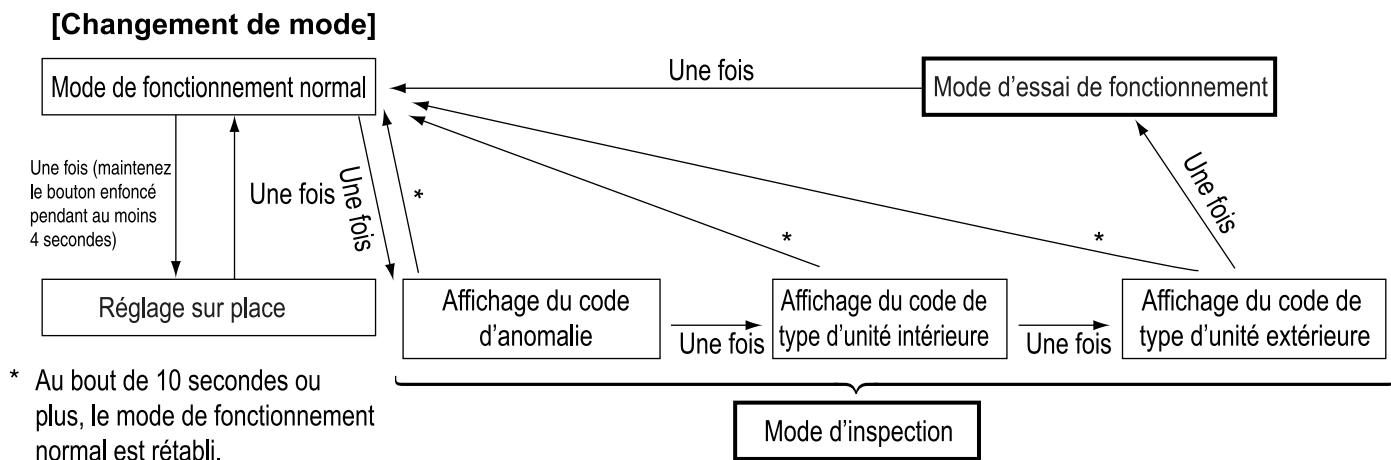 [Changement de mode]
Mode de fonctionnement normal
Une fois
Mode d'essai de fonctionnement
Une fois (maintenez
le bouton enfoncé
pendant au moins
4 secondes)
Une fois
Une fois
*
*
*
Une fois
Réglage sur place
Affichage du code
d'anomalie
Une fois
Affichage du code de
type d'unité intérieure
Une fois
Affichage du code de
type d'unité extérieure
* Au bout de 10 secondes ou
plus, le mode de fonctionnement
normal est rétabli.
Mode d'inspection